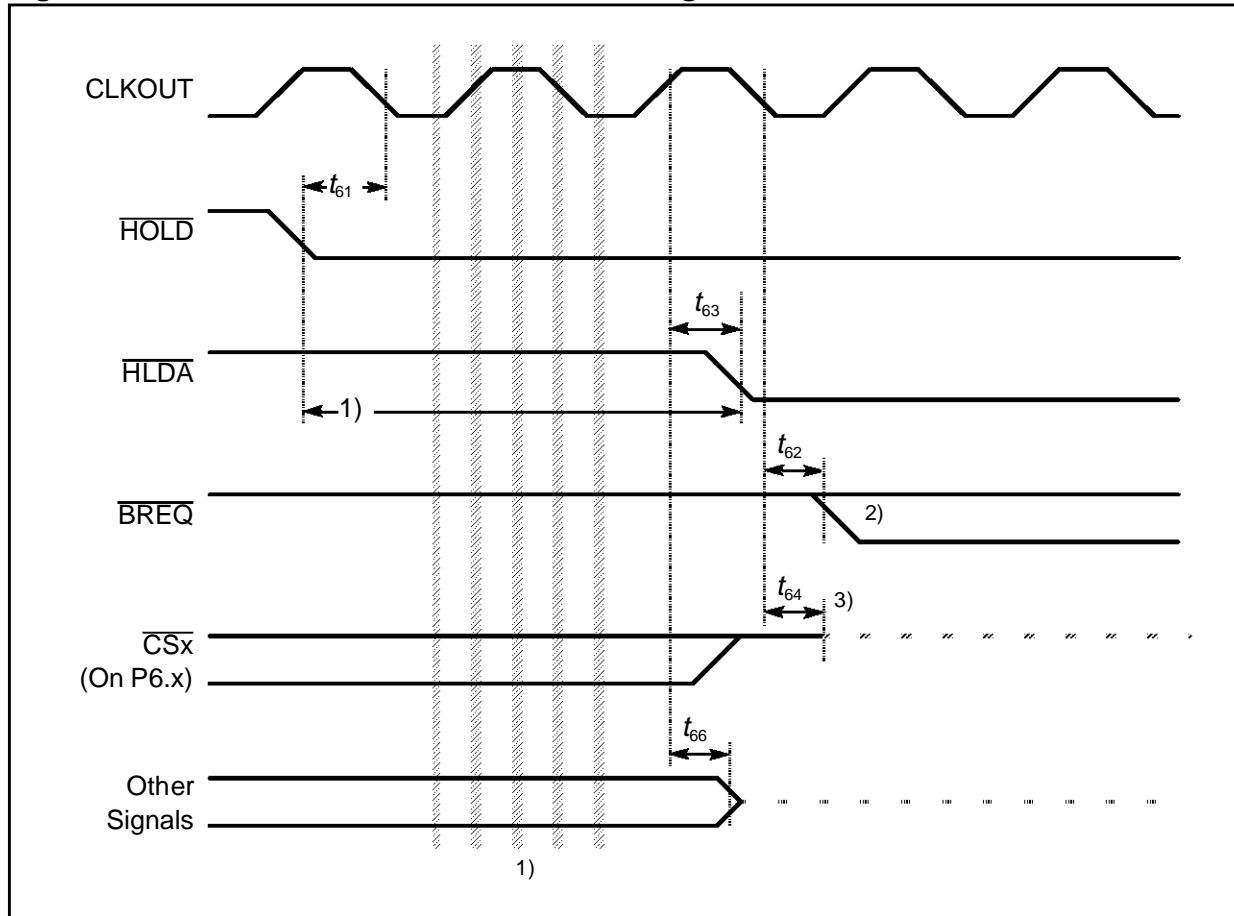 CLKOUT
t61
HOLD
t63
HLDA
1)
t62
BREQ
2)
t64
3)
CSx
(On P6.x)
t66
Other
Signals
1)